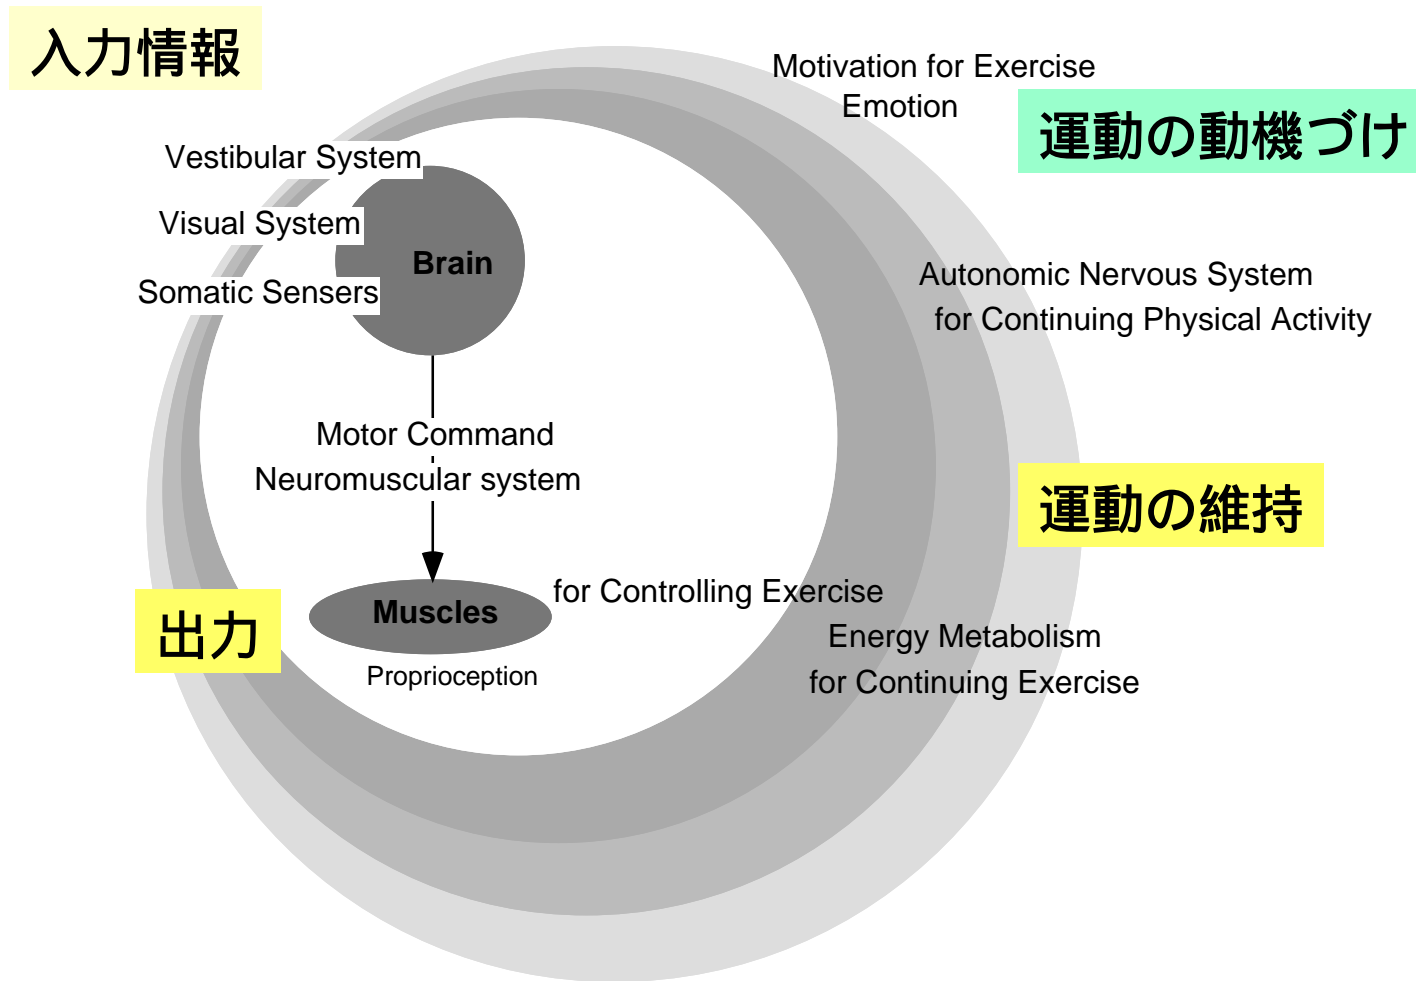 入力情報
Motivation for Exercise
Emotion
運動の動機づけ
Vestibular System
Visual System
Brain
Somatic Sensers
Autonomic Nervous System
for Continuing Physical Activity
Motor Command
Neuromuscular system
運動の維持
for Controlling Exercise
Muscles
出力
Energy Metabolism
Proprioception
for Continuing Exercise